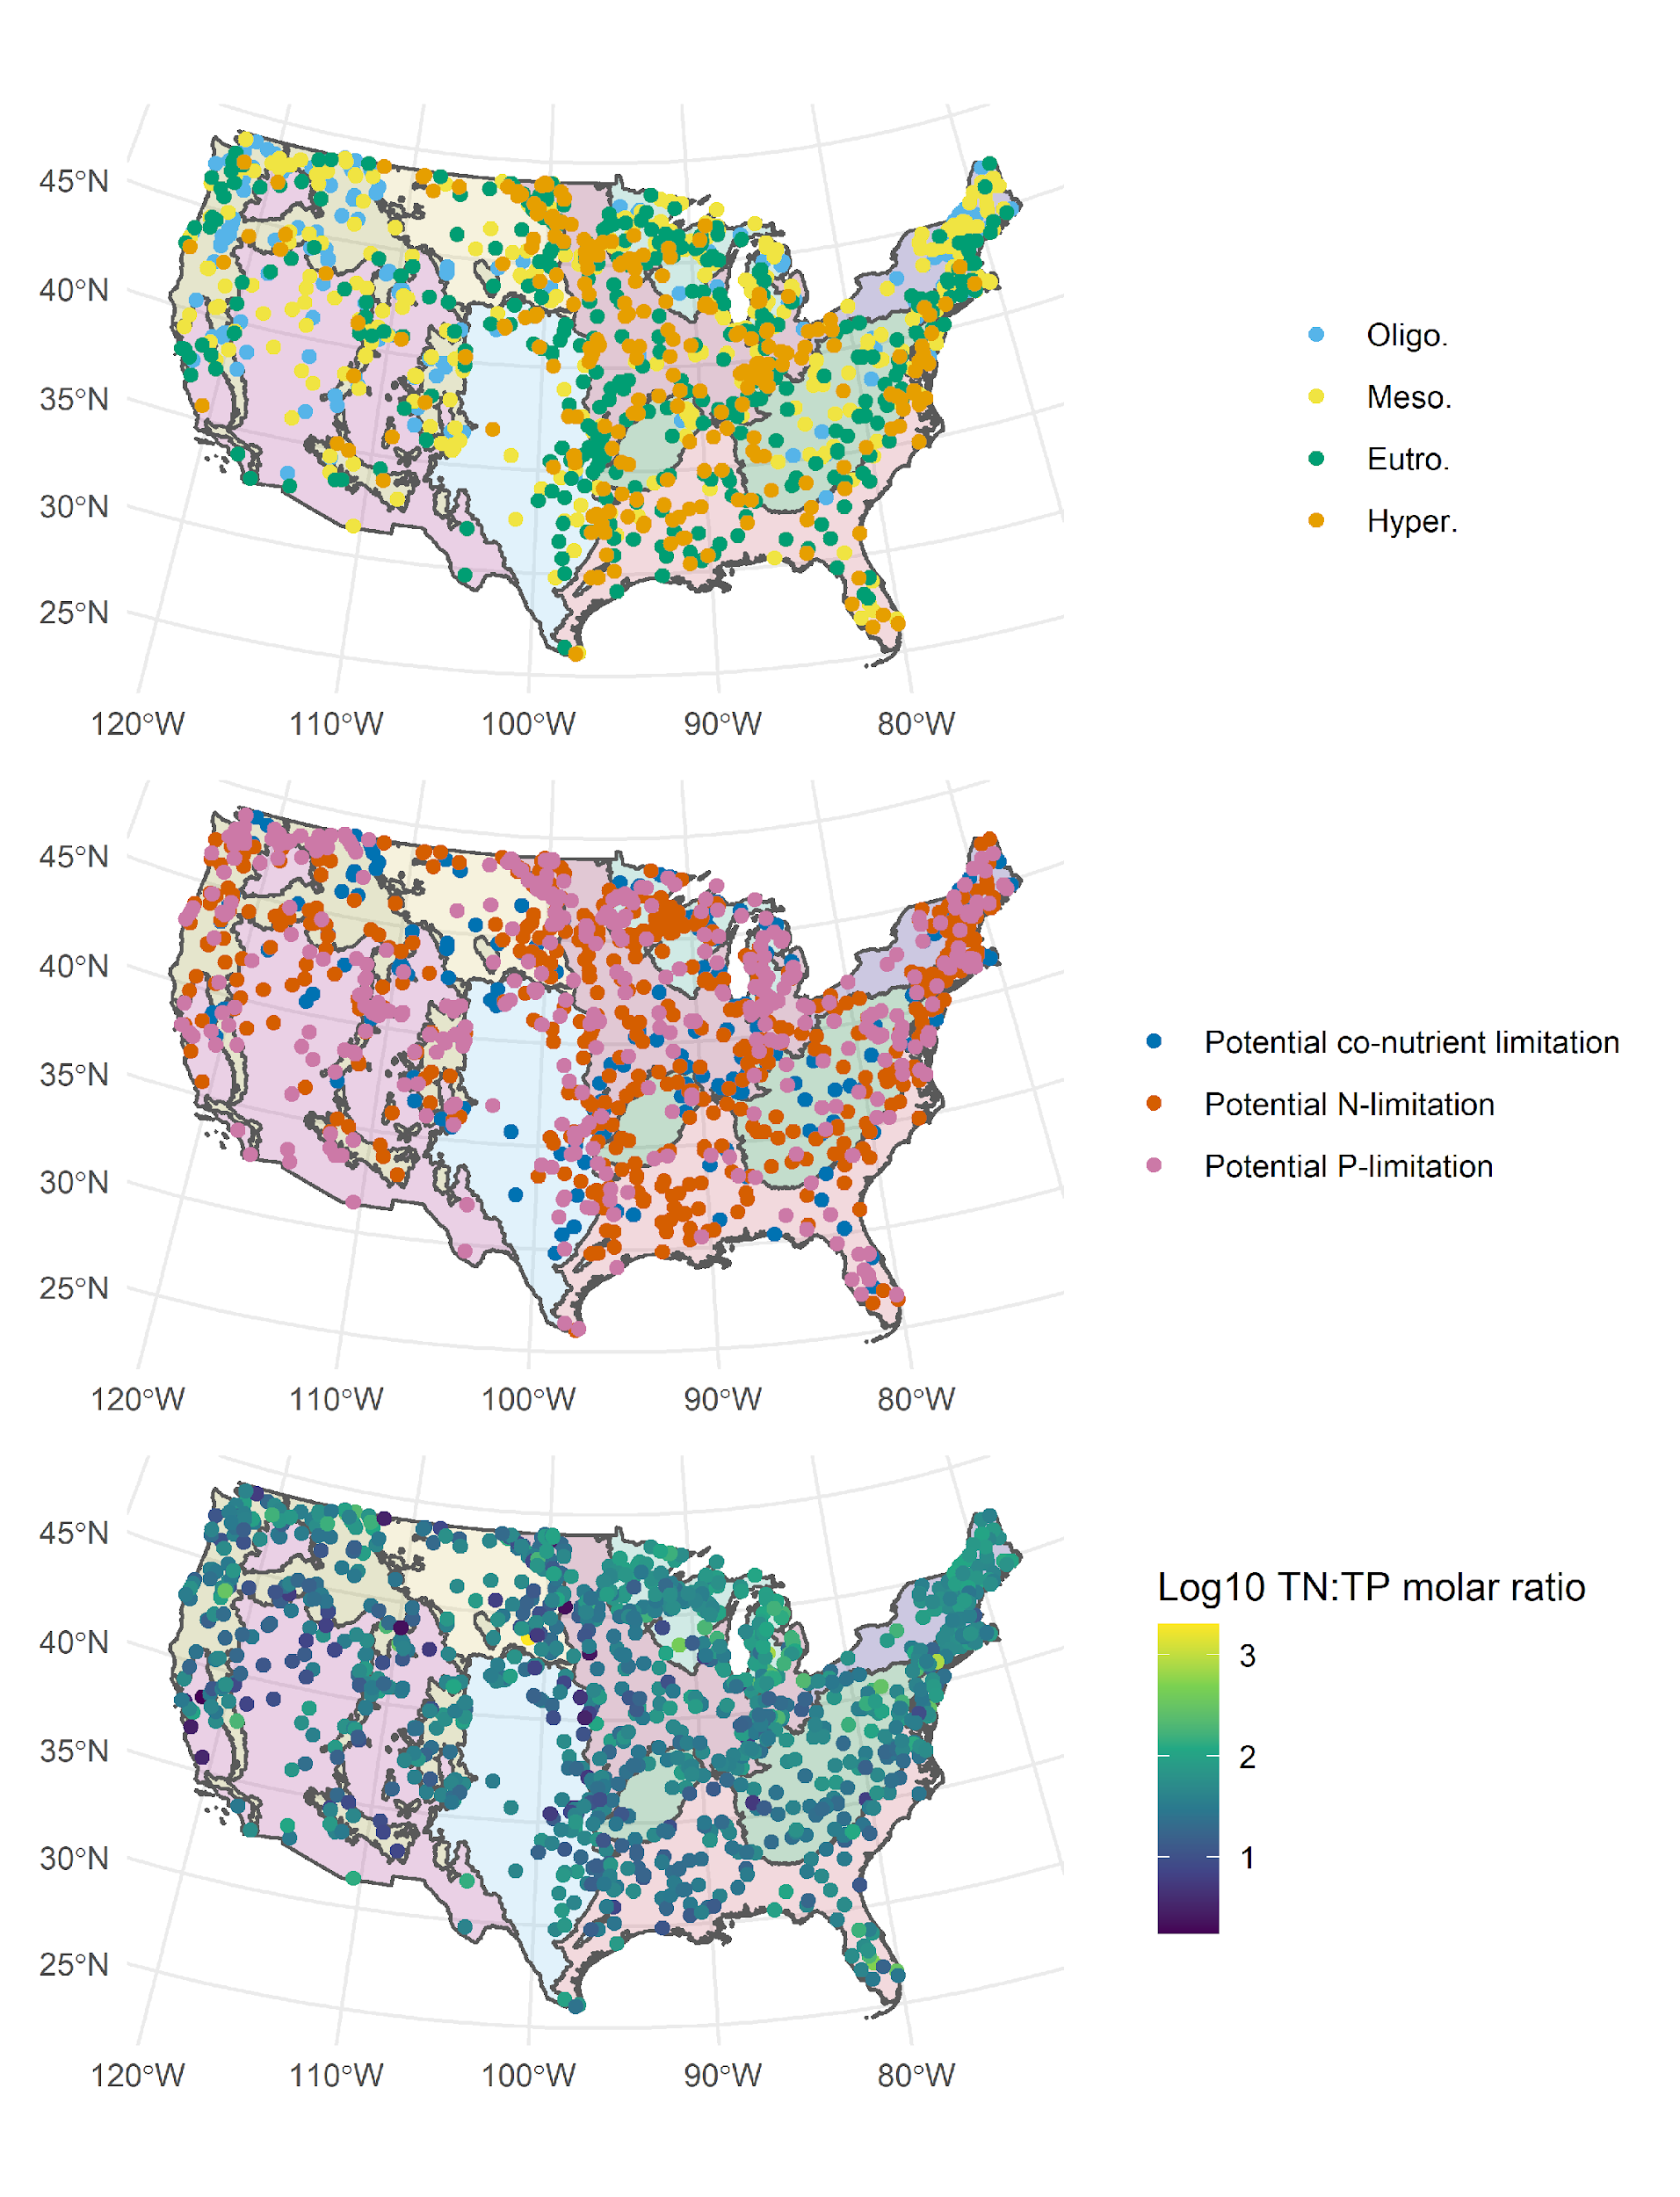 45°N
40°N
35°N
30°N
25°N
120°W 110°W 100°W 90°W 80°W
Oligo.
Meso.
Eutro.
Hyper.
45°N
40°N
35°N
30°N
25°N
120°W 110°W 100°W 90°W 80°W
Potential co-nutrient limitation
Potential N-limitation
Potential P-limitation
45°N
40°N
35°N
30°N
25°N
120°W 110°W 100°W 90°W 80°W
Log10 TN:TP molar ratio
3
2
1